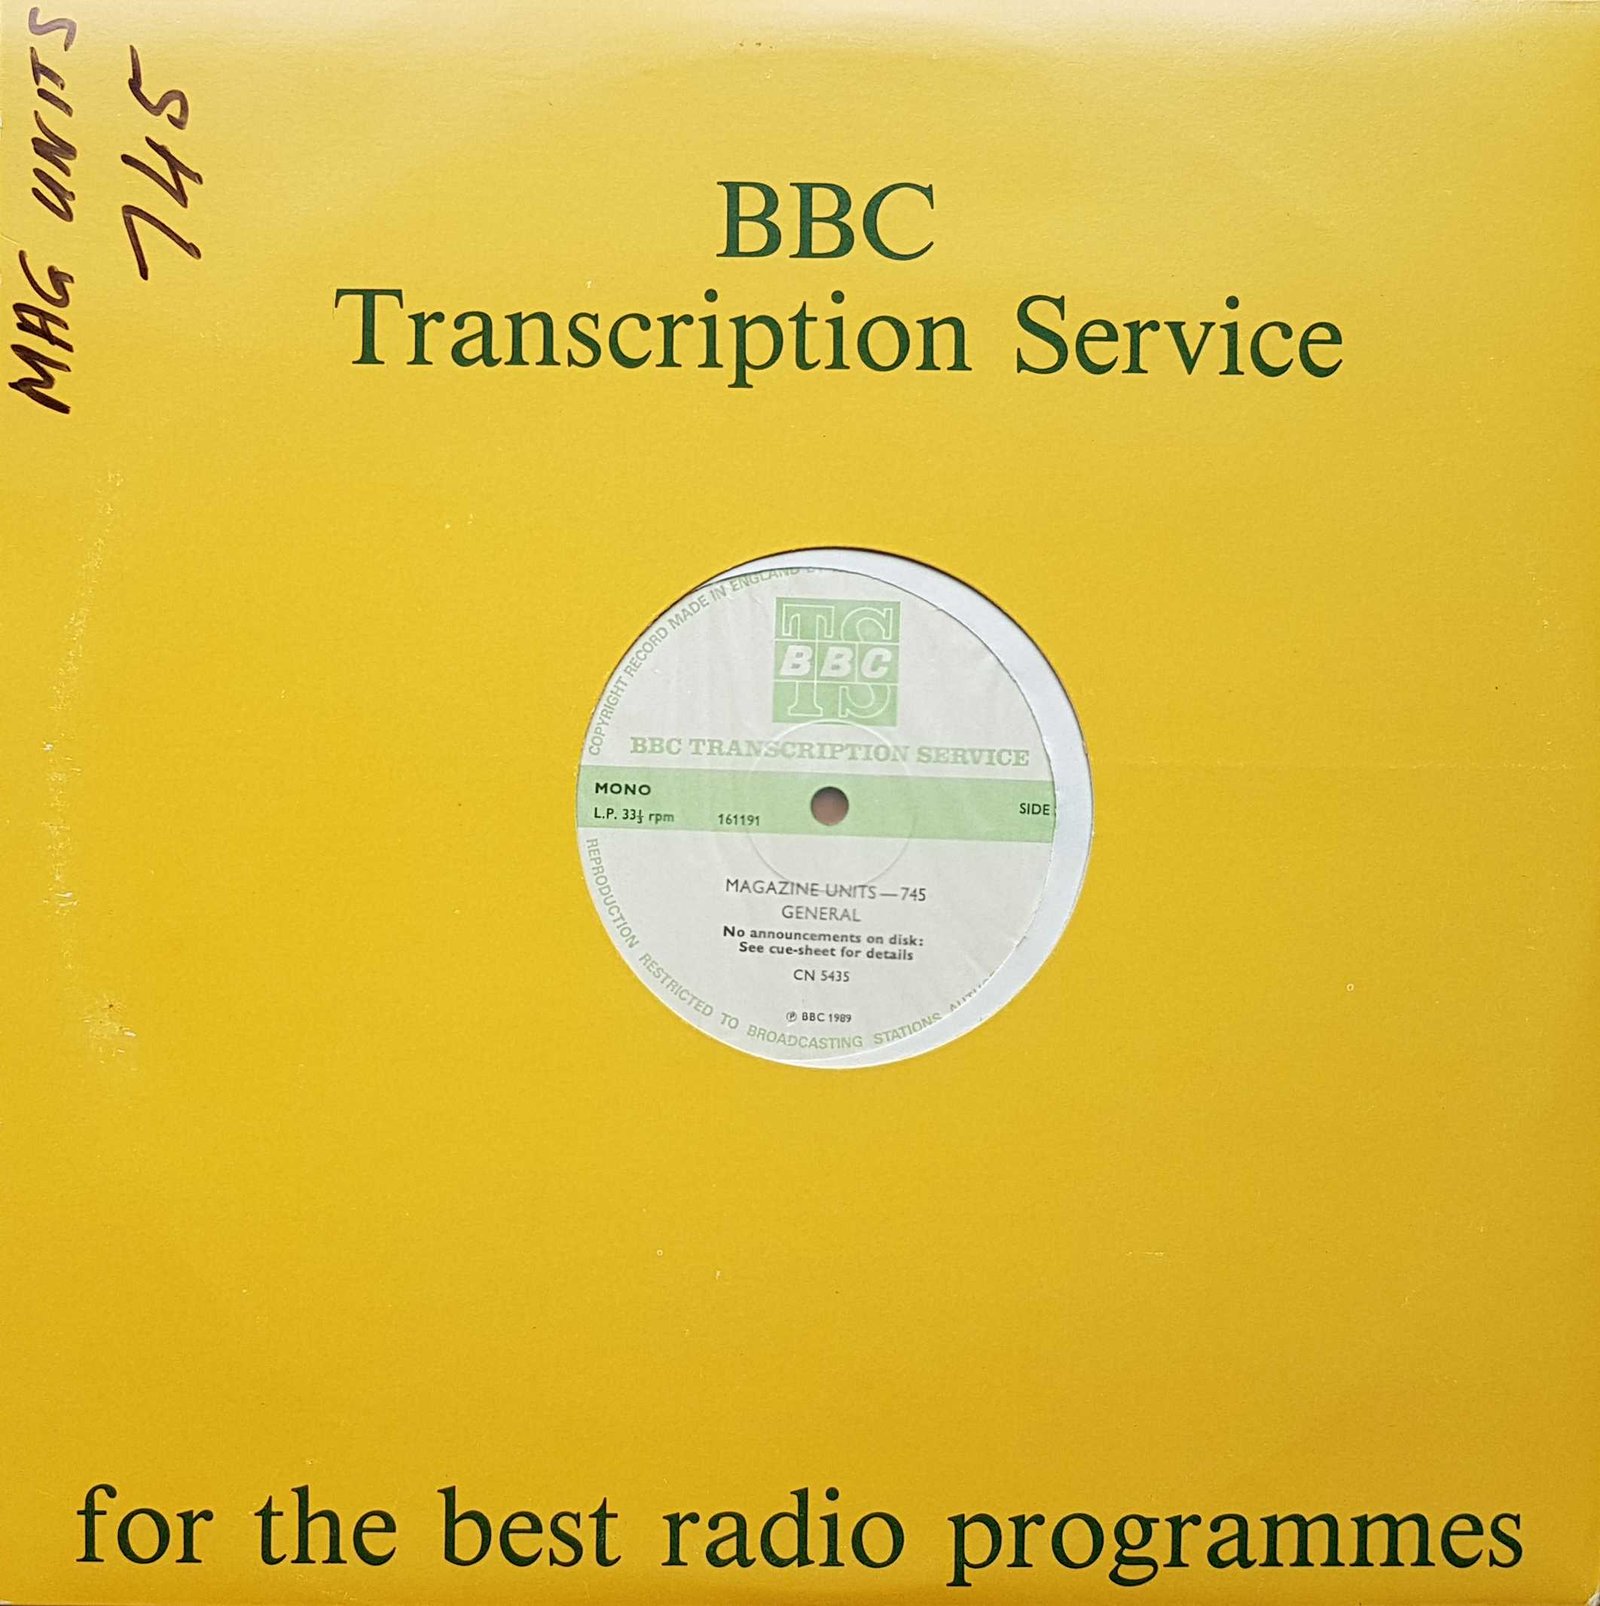 MAG UNITS
745
BBC
Transcription Service
COPYRIGHT RECORD MADE IN ENGLAND
TS
BBC
BBC TRANSCRIPTION SERVICE
MONO
L.P. 33⅓ rpm 161191 SIDE
MAGAZINE UNITS — 745
GENERAL
No announcements on disk:
See cue-sheet for details
CN 5435
℗ BBC 1989
REPRODUCTION RESTRICTED TO BROADCASTING STATIONS
for the best radio programmes